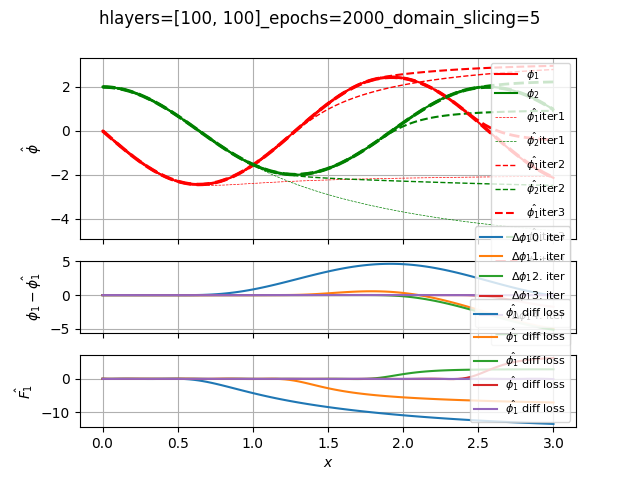 hlayers=[100, 100]_epochs=2000_domain_slicing=5
2
0
−2
−4
ϕ̂
ϕ₁
ϕ₂
ϕ̂₁iter1
ϕ̂₂iter1
ϕ̂₁iter2
ϕ̂₂iter2
ϕ̂₁iter3
5
0
−5
ϕ₁ − ϕ̂₁
Δϕ₁0. iter
Δϕ₁1. iter
Δϕ₁2. iter
Δϕ₁3. iter
0
−10
F̂₁
ϕ̂₁ diff loss
ϕ̂₁ diff loss
ϕ̂₁ diff loss
ϕ̂₁ diff loss
ϕ̂₁ diff loss
0.0 0.5 1.0 1.5 2.0 2.5 3.0
x